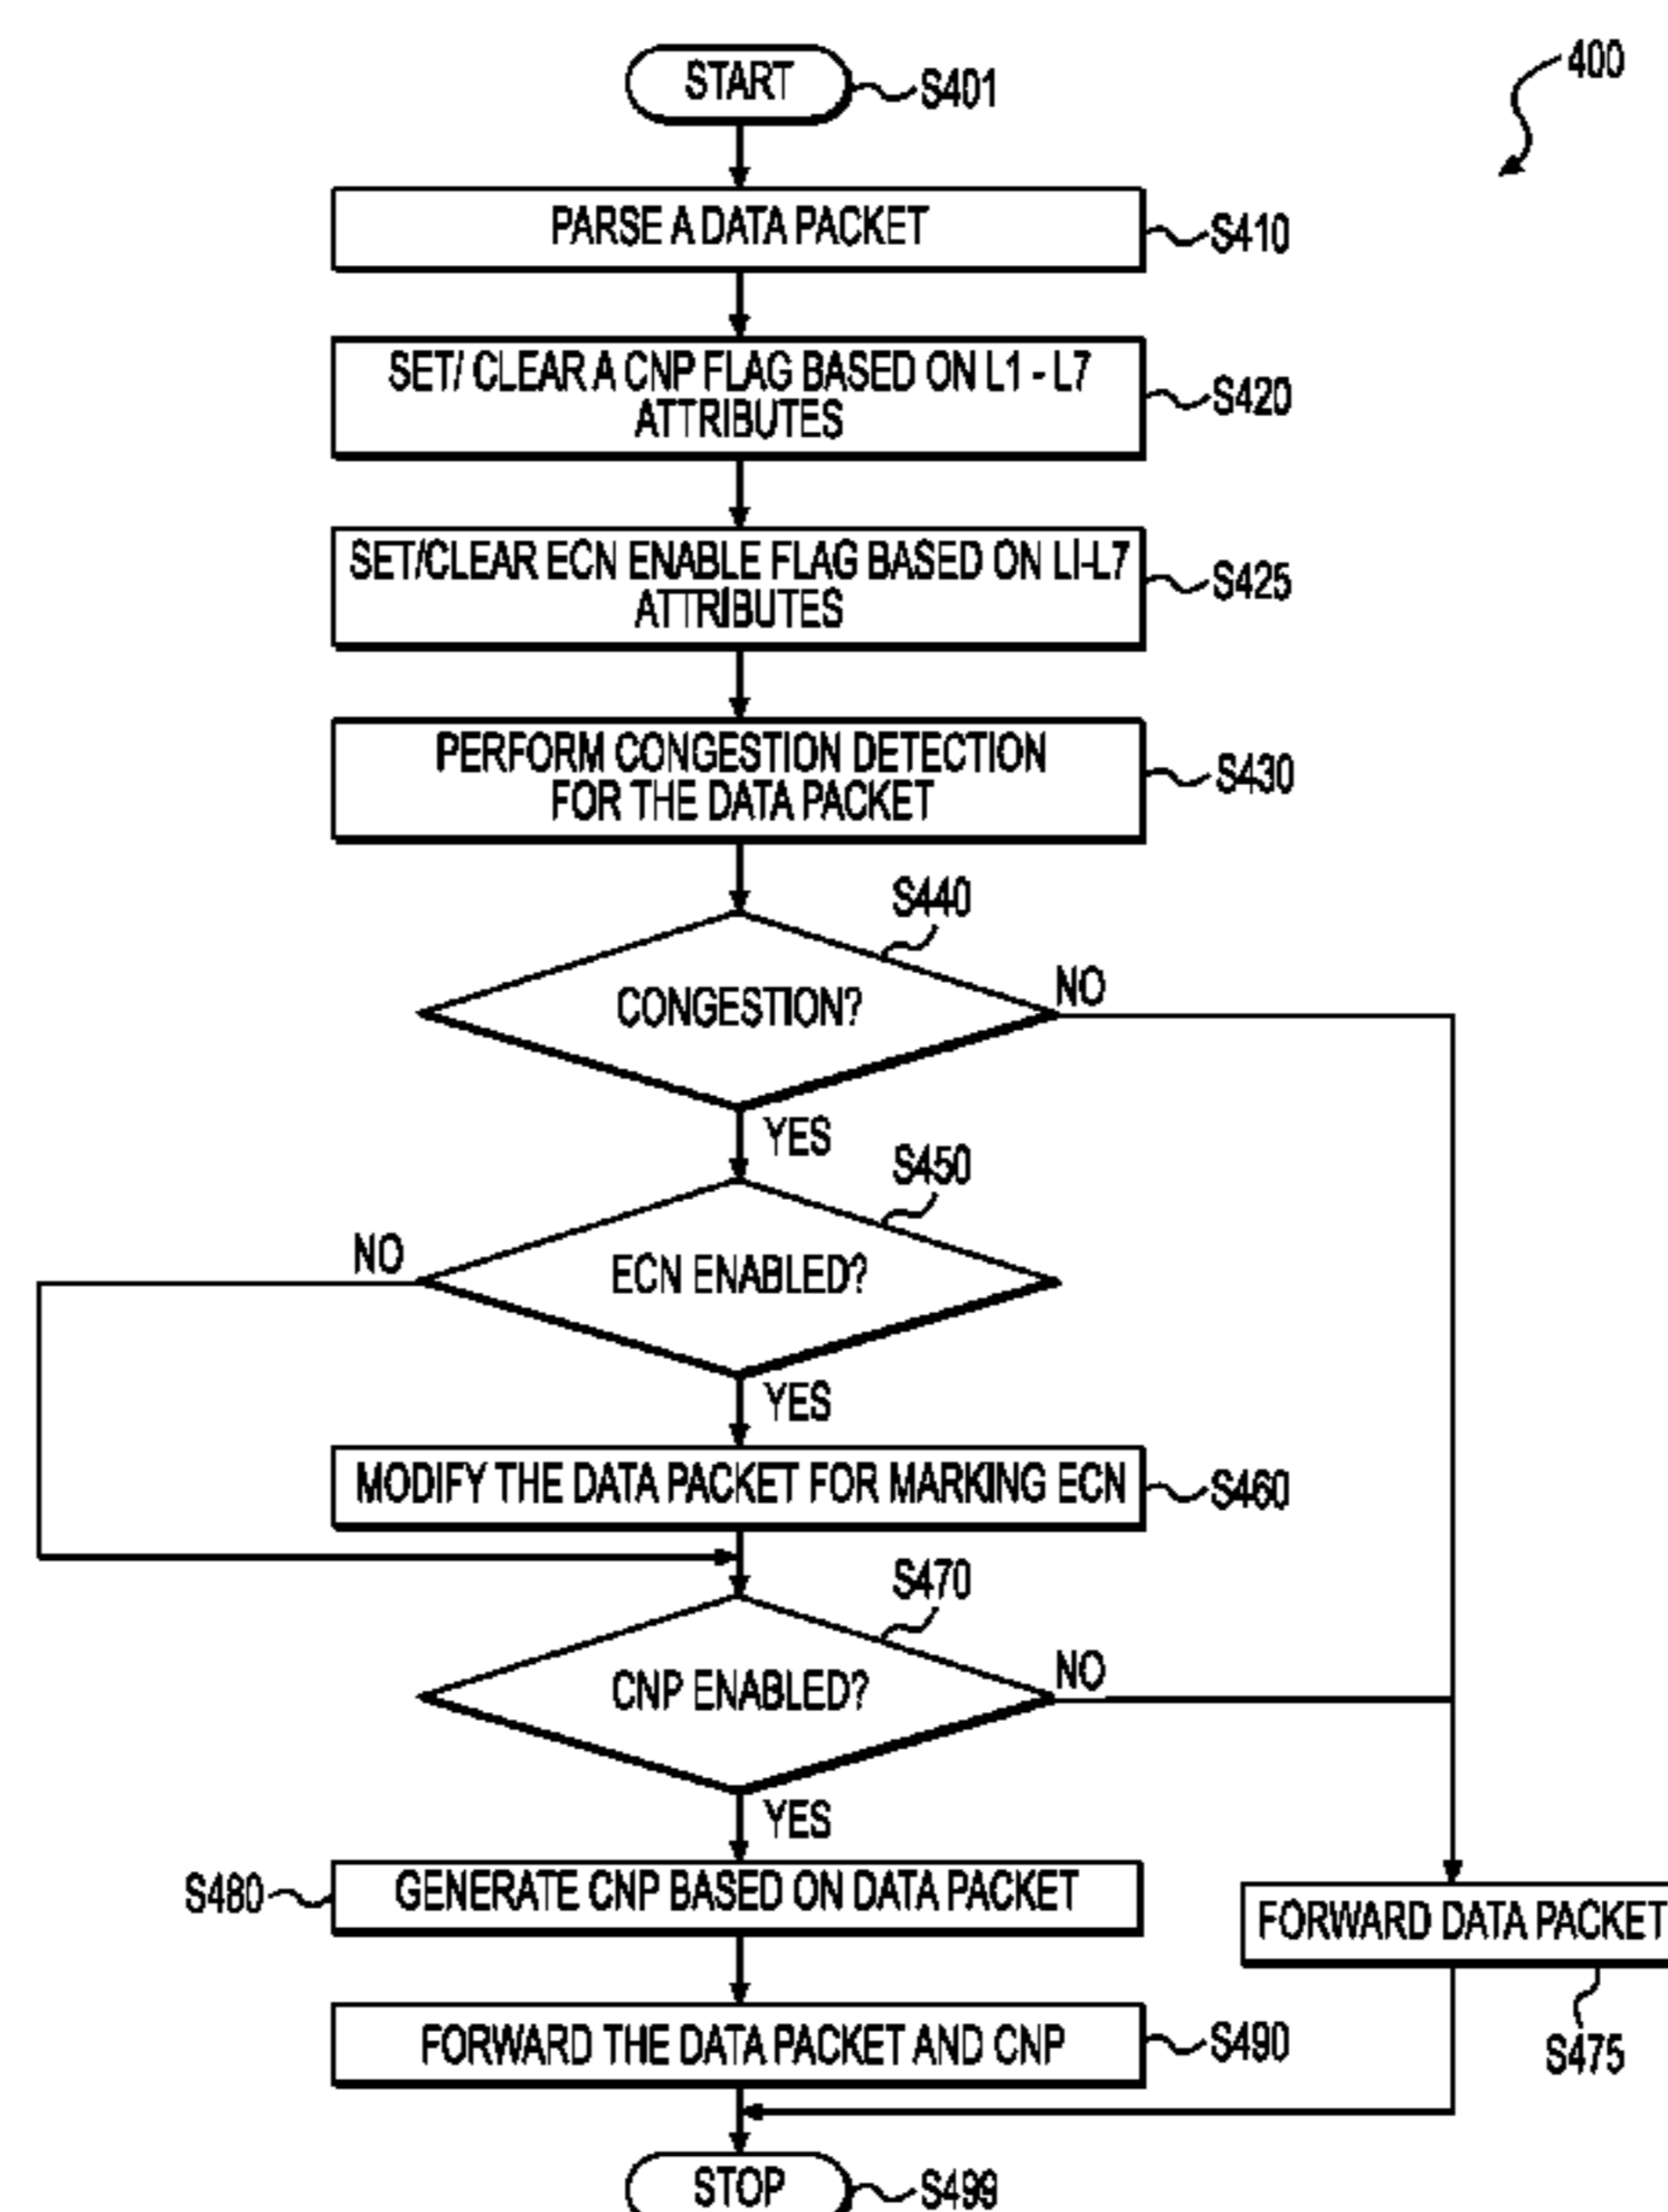 START
S401
400
PARSE A DATA PACKET
S410
SET/ CLEAR A CNP FLAG BASED ON L1 - L7
ATTRIBUTES
S420
SET/CLEAR ECN ENABLE FLAG BASED ON LI-L7
ATTRIBUTES
S425
PERFORM CONGESTION DETECTION
FOR THE DATA PACKET
S430
S440
CONGESTION?
NO
YES
S450
NO
ECN ENABLED?
YES
MODIFY THE DATA PACKET FOR MARKING ECN
S460
S470
CNP ENABLED?
NO
YES
S480
GENERATE CNP BASED ON DATA PACKET
FORWARD DATA PACKET
S475
FORWARD THE DATA PACKET AND CNP
S490
STOP
S499